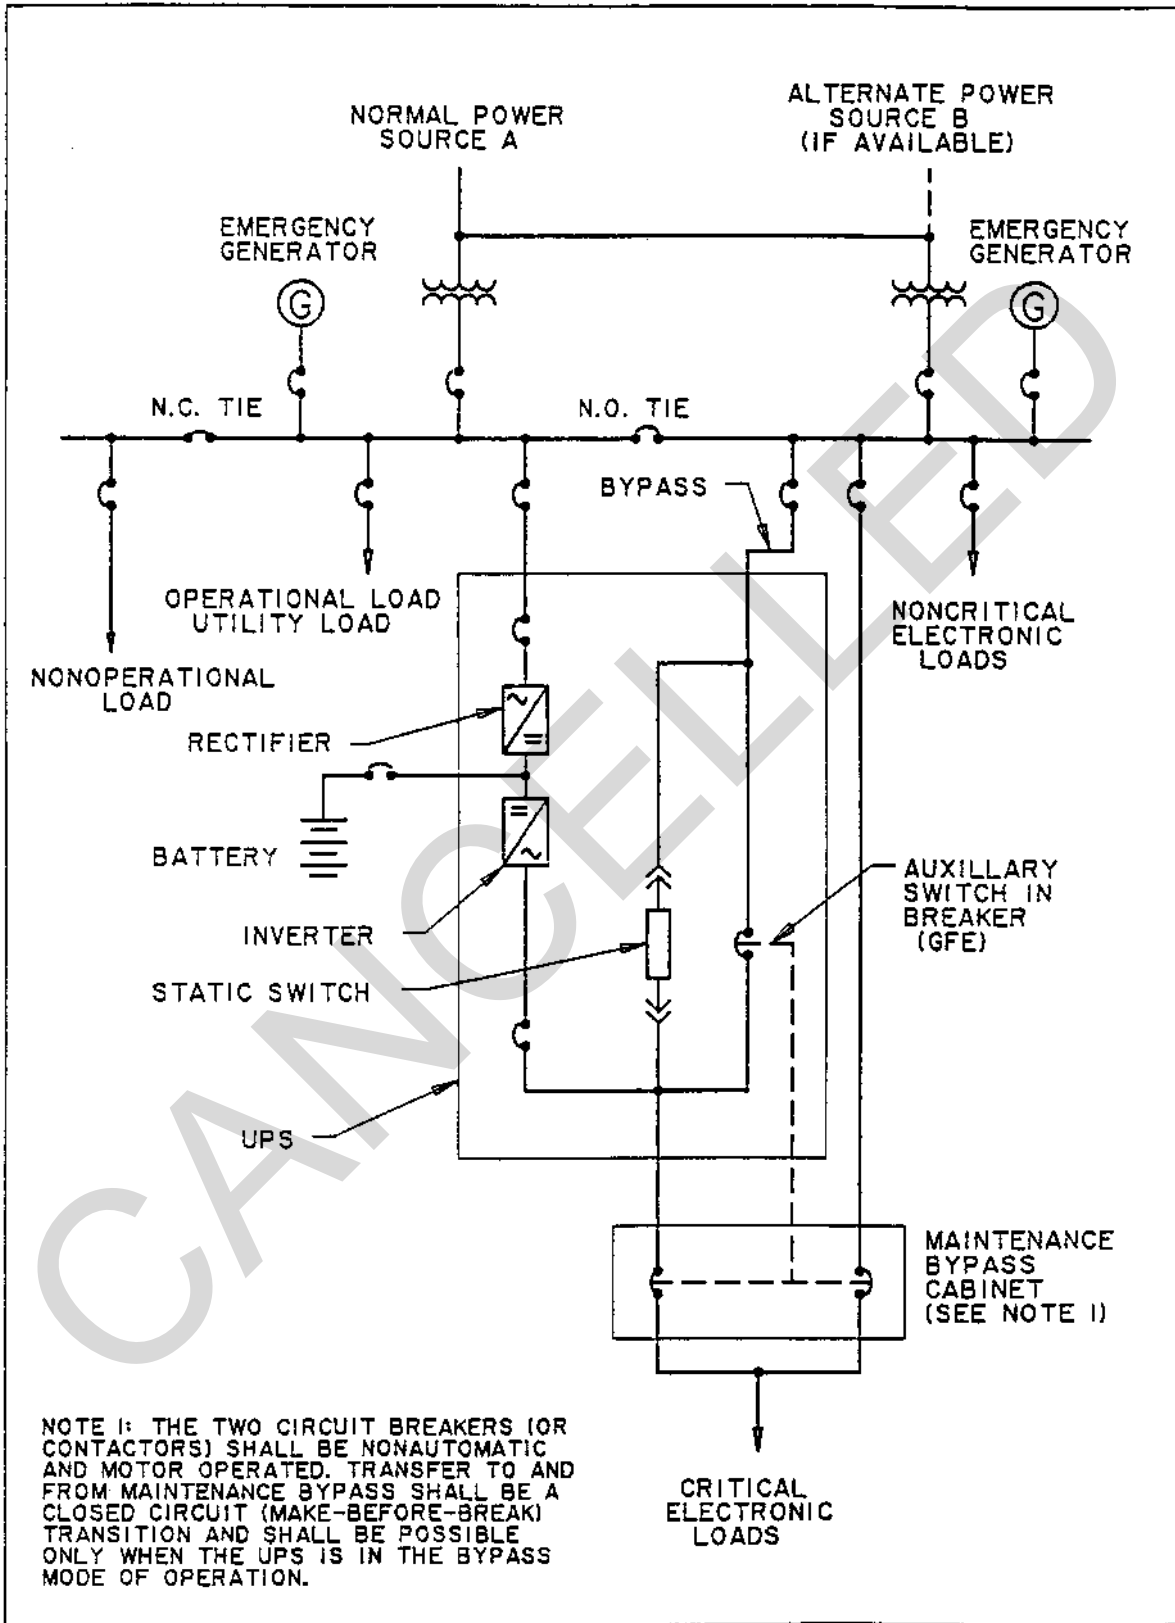 NORMAL POWER
SOURCE A
ALTERNATE POWER
SOURCE B
(IF AVAILABLE)
EMERGENCY
GENERATOR
EMERGENCY
GENERATOR
G
G
N.C. TIE
N.O. TIE
BYPASS
OPERATIONAL LOAD
UTILITY LOAD
NONCRITICAL
ELECTRONIC
LOADS
NONOPERATIONAL
LOAD
RECTIFIER
BATTERY
AUXILLARY
SWITCH IN
BREAKER
(GFE)
INVERTER
STATIC SWITCH
UPS
MAINTENANCE
BYPASS
CABINET
(SEE NOTE 1)
NOTE 1: THE TWO CIRCUIT BREAKERS (OR
CONTACTORS) SHALL BE NONAUTOMATIC
AND MOTOR OPERATED. TRANSFER TO AND
FROM MAINTENANCE BYPASS SHALL BE A
CLOSED CIRCUIT (MAKE-BEFORE-BREAK)
TRANSITION AND SHALL BE POSSIBLE
ONLY WHEN THE UPS IS IN THE BYPASS
MODE OF OPERATION.
CRITICAL
ELECTRONIC
LOADS
CANCELLED